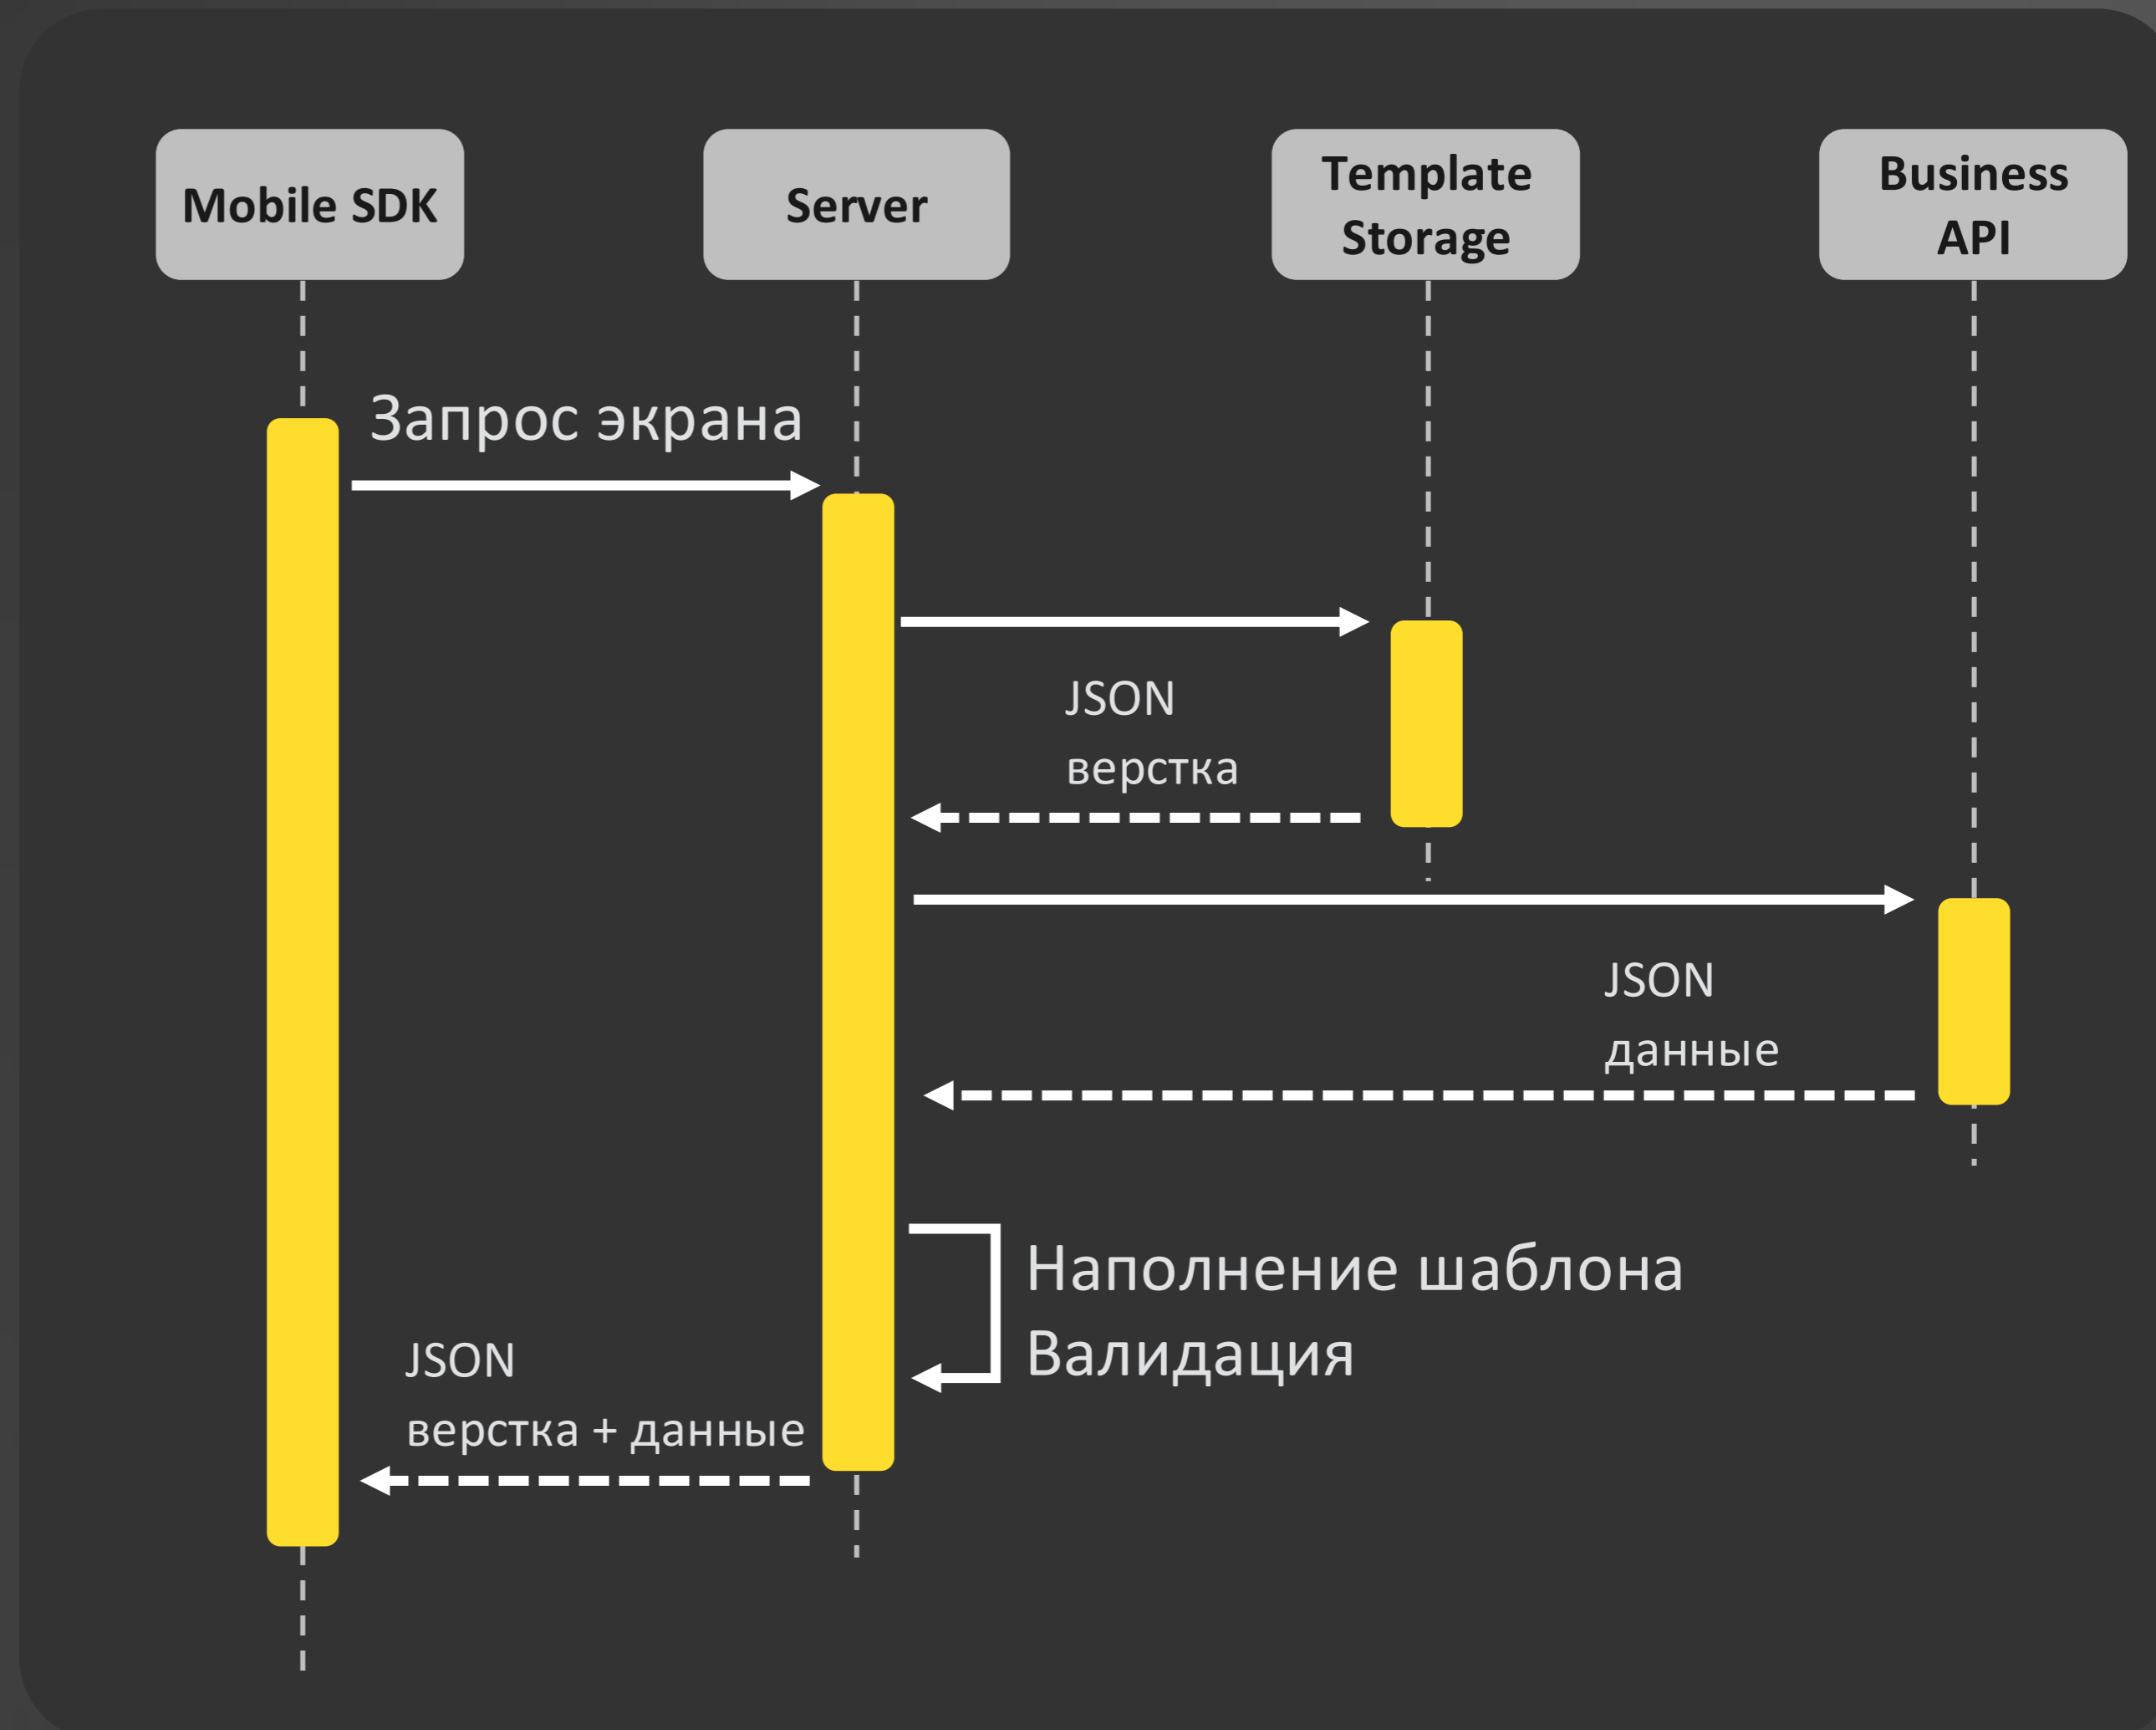 Mobile SDK
Server
Template
Storage
Business
API
Запрос экрана
JSON
верстка
JSON
данные
Наполнение шаблона
Валидация
JSON
верстка + данные